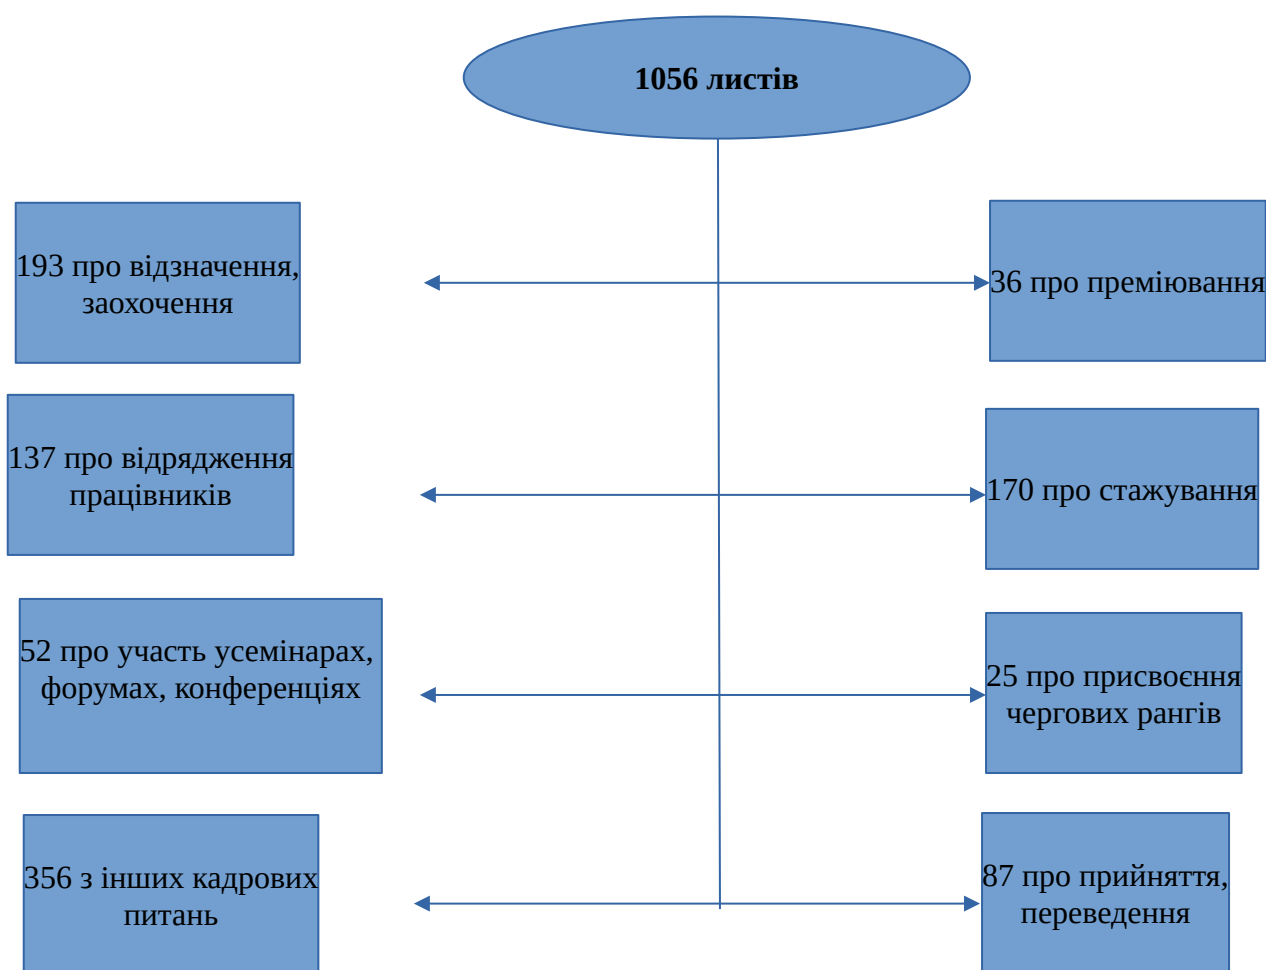 1056 листів
193 про відзначення,
заохочення
36 про преміювання
137 про відрядження
працівників
170 про стажування
52 про участь усемінарах,
форумах, конференціях
25 про присвоєння
чергових рангів
356 з інших кадрових
питань
87 про прийняття,
переведення